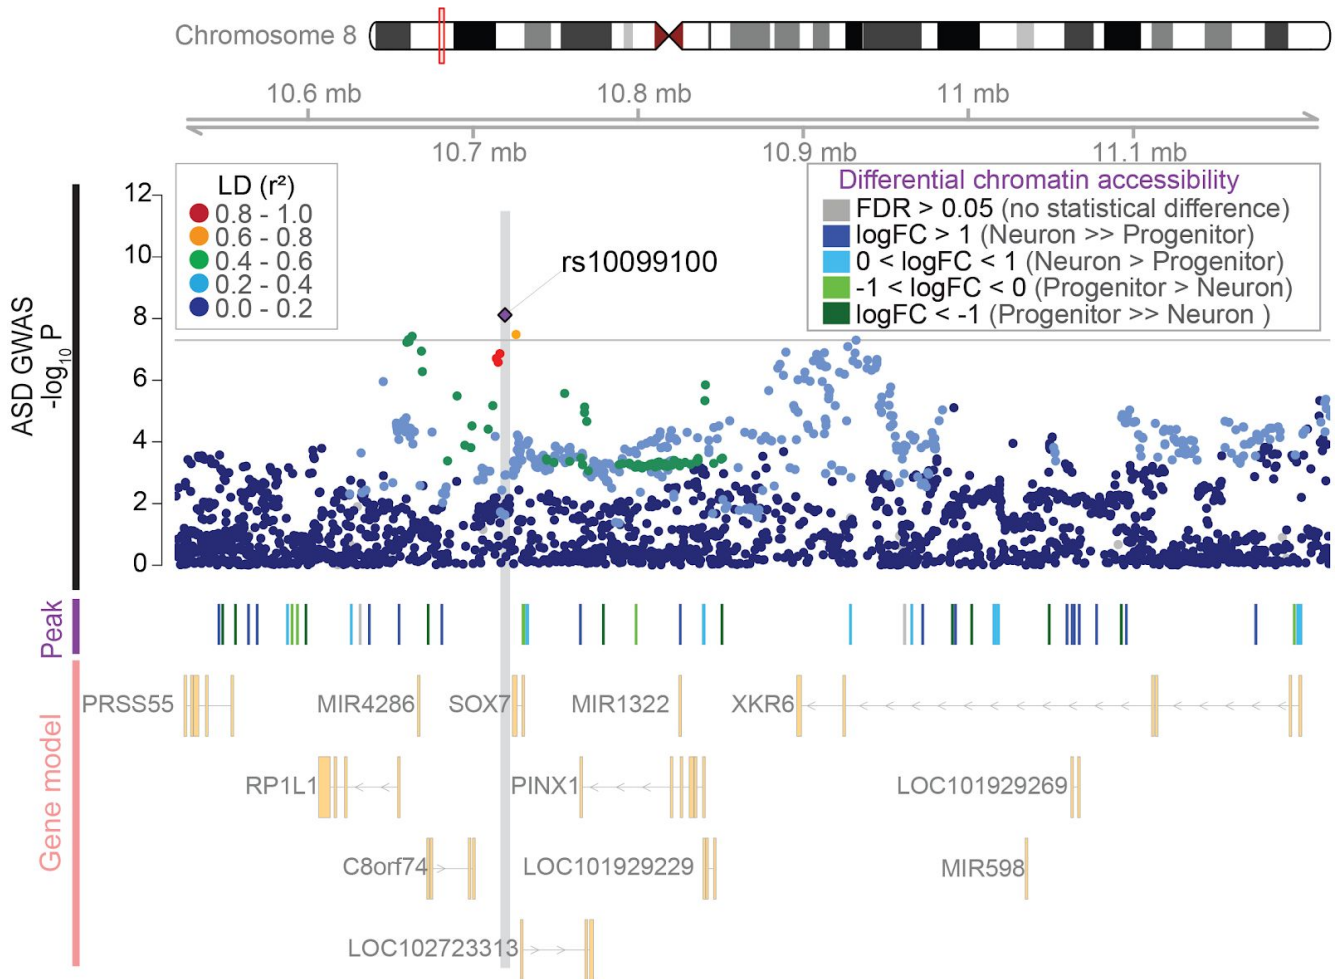 Chromosome 8
10.6 mb
10.8 mb
11 mb
10.7 mb
10.9 mb
11.1 mb
LD (r²)
0.8 - 1.0
0.6 - 0.8
0.4 - 0.6
0.2 - 0.4
0.0 - 0.2
Differential chromatin accessibility
FDR > 0.05 (no statistical difference)
logFC > 1 (Neuron >> Progenitor)
0 < logFC < 1 (Neuron > Progenitor)
-1 < logFC < 0 (Progenitor > Neuron)
logFC < -1 (Progenitor >> Neuron )
rs10099100
ASD GWAS
-log10 P
12
10
8
6
4
2
0
Peak
Gene model
PRSS55
MIR4286
SOX7
MIR1322
XKR6
RP1L1
PINX1
LOC101929269
C8orf74
LOC101929229
MIR598
LOC102723313